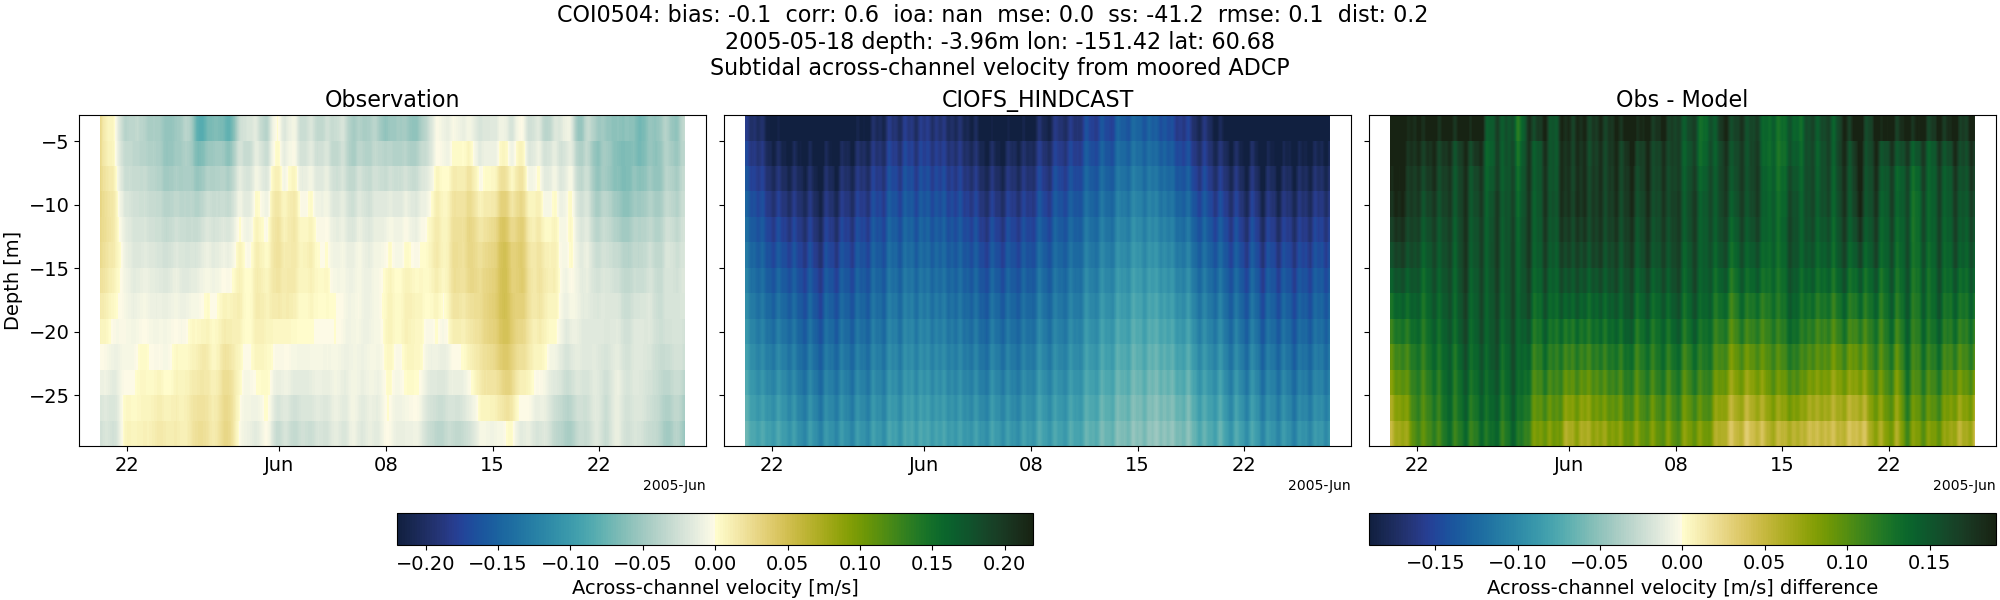 COI0504: bias: -0.1  corr: 0.6  ioa: nan  mse: 0.0  ss: -41.2  rmse: 0.1  dist: 0.2
2005-05-18 depth: -3.96m lon: -151.42 lat: 60.68
Subtidal across-channel velocity from moored ADCP
Observation
CIOFS_HINDCAST
Obs - Model
Depth [m]
−5
−10
−15
−20
−25
22 Jun 08 15 22
2005-Jun
22 Jun 08 15 22
2005-Jun
22 Jun 08 15 22
2005-Jun
−0.20 −0.15 −0.10 −0.05 0.00 0.05 0.10 0.15 0.20
Across-channel velocity [m/s]
−0.15 −0.10 −0.05 0.00 0.05 0.10 0.15
Across-channel velocity [m/s] difference